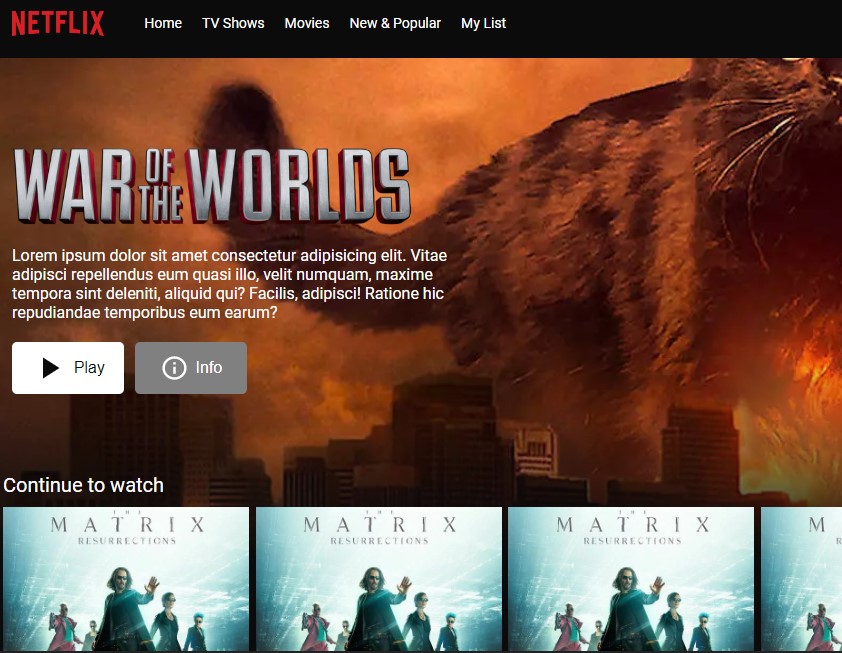 NETFLIX
Home TV Shows Movies New & Popular My List
WAR OF THE WORLDS
Lorem ipsum dolor sit amet consectetur adipisicing elit. Vitae
adipisci repellendus eum quasi illo, velit numquam, maxime
tempora sint deleniti, aliquid qui? Facilis, adipisci! Ratione hic
repudiandae temporibus eum earum?
Play Info
Continue to watch
THE THE THE
MATRIX MATRIX MATRIX M
RESURRECTIONS RESURRECTIONS RESURRECTIONS R